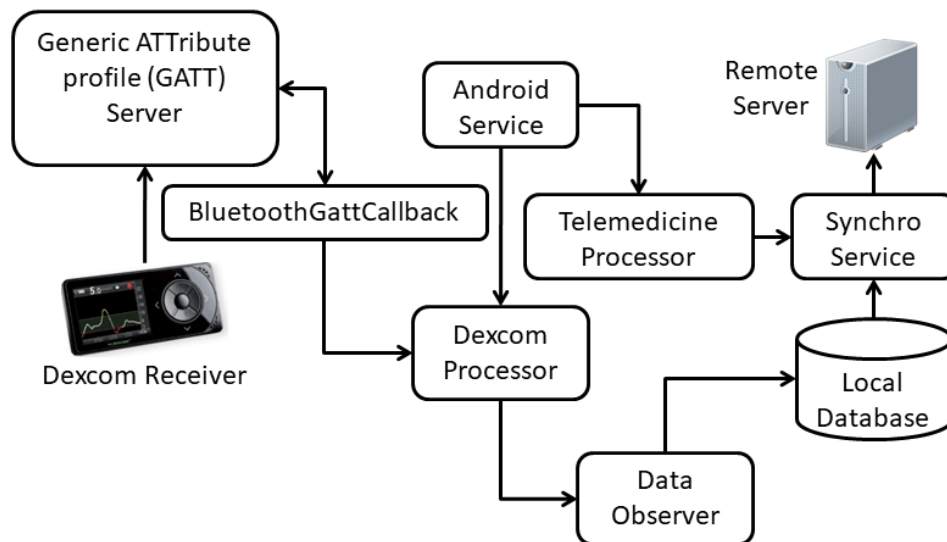 Generic ATTribute
profile (GATT)
Server
Android
Service
Remote
Server
BluetoothGattCallback
Telemedicine
Processor
Synchro
Service
5.0
Dexcom Receiver
Dexcom
Processor
Local
Database
Data
Observer